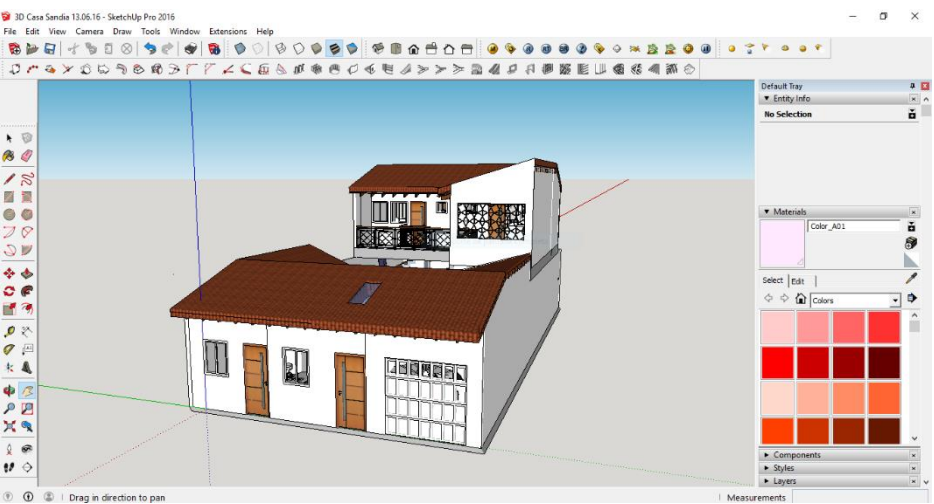 3D Casa Sandia 13.06.16 - SketchUp Pro 2016
File Edit View Camera Draw Tools Window Extensions Help
Default Tray
Entity Info
No Selection
Materials
Color_A01
Select Edit
Colors
Components
Styles
Layers
Drag in direction to pan
Measurements